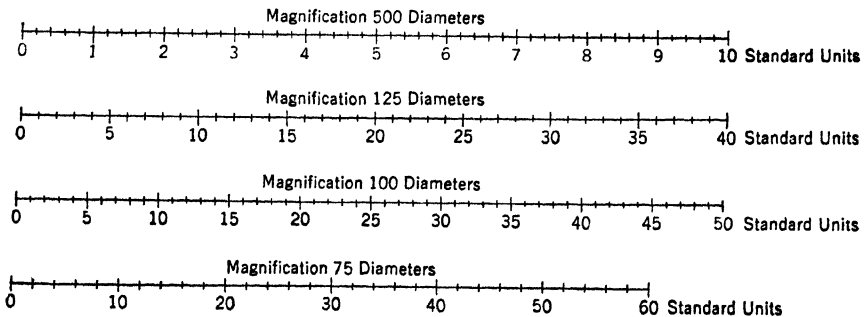 Magnification 500 Diameters
0 1 2 3 4 5 6 7 8 9 10 Standard Units
Magnification 125 Diameters
0 5 10 15 20 25 30 35 40 Standard Units
Magnification 100 Diameters
0 5 10 15 20 25 30 35 40 45 50 Standard Units
Magnification 75 Diameters
0 10 20 30 40 50 60 Standard Units